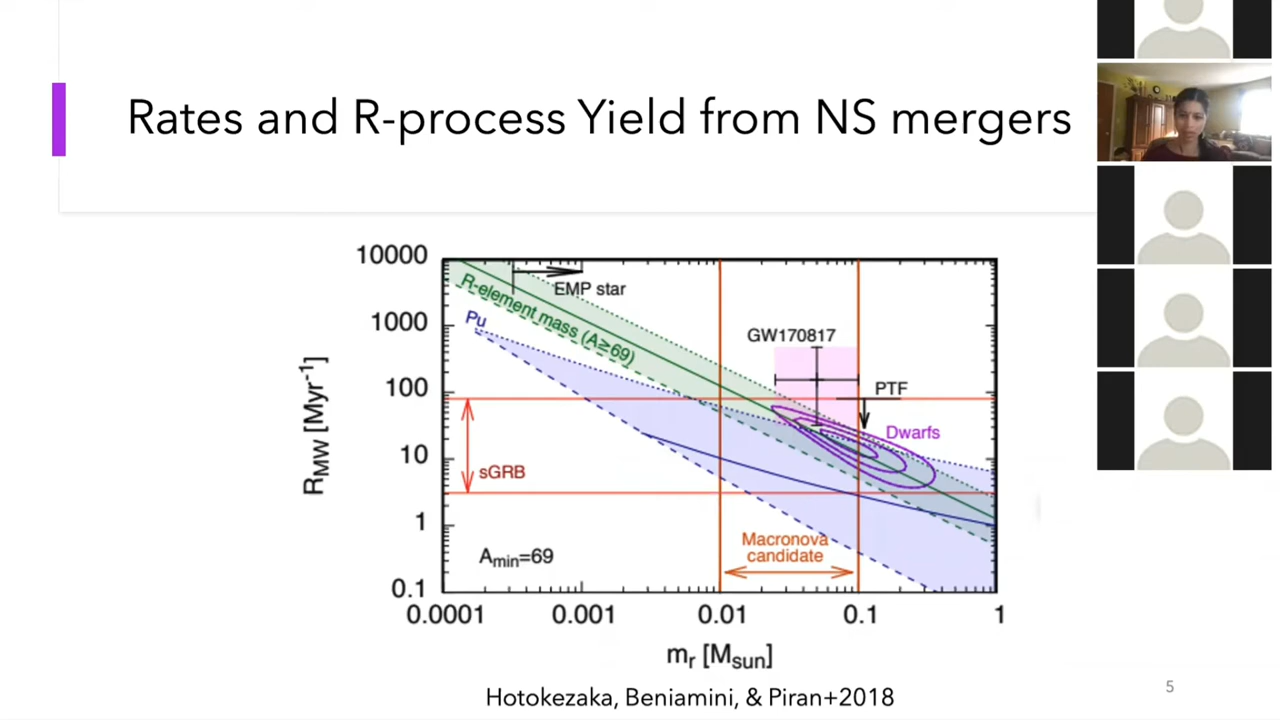 Rates and R-process Yield from NS mergers
10000
1000
100
10
1
0.1
R_MW [Myr⁻¹]
R-element mass (A≥69)
EMP star
Pu
GW170817
PTF
Dwarfs
sGRB
Macronova
candidate
A_min=69
0.0001
0.001
0.01
0.1
1
m_r [M_sun]
Hotokezaka, Beniamini, & Piran+2018
5